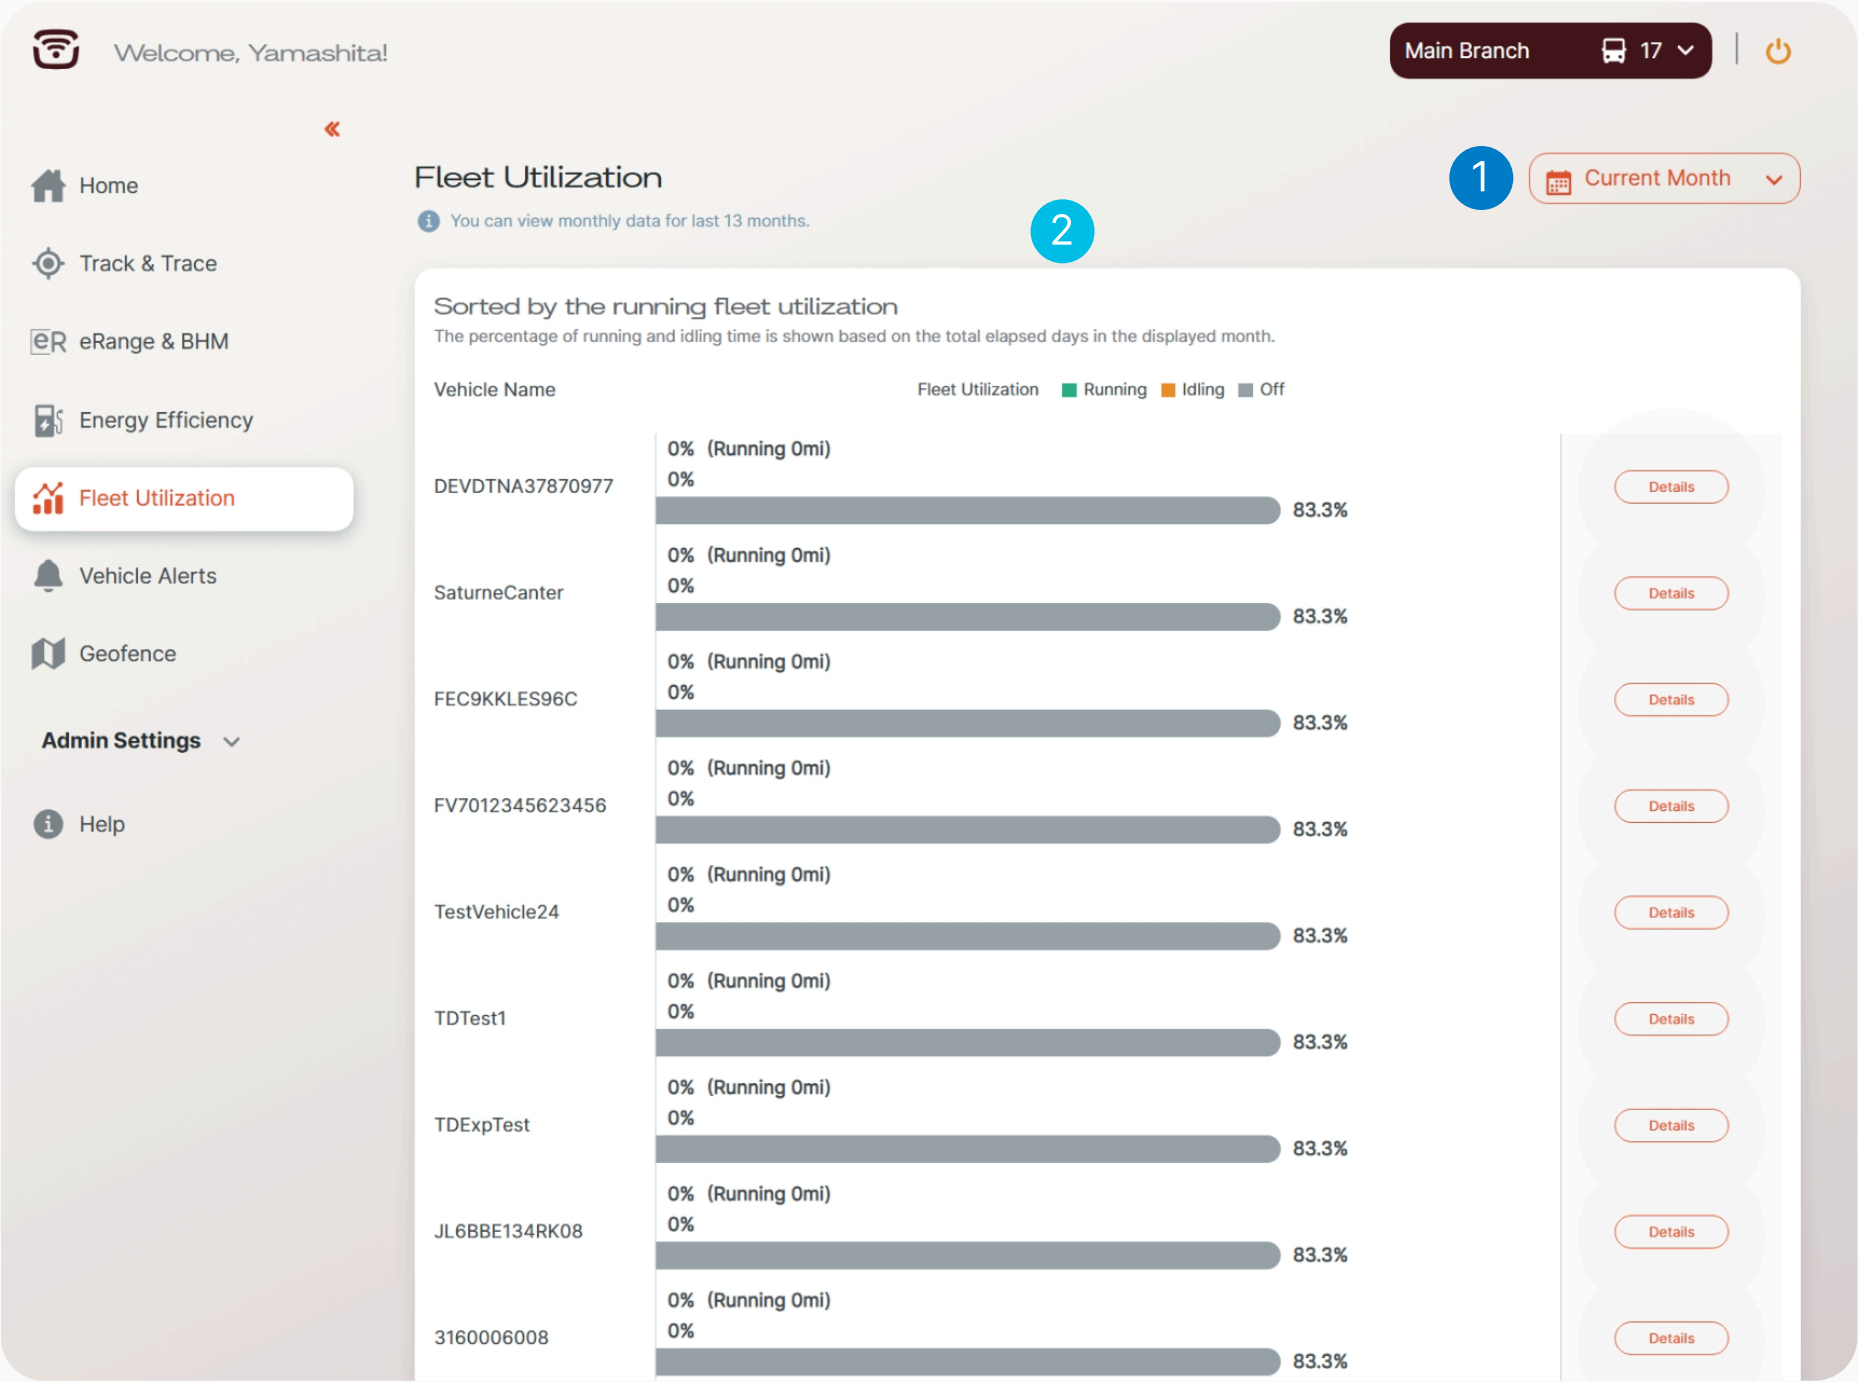 Welcome, Yamashita!
Main Branch 17
Home
Track & Trace
eR eRange & BHM
Energy Efficiency
Fleet Utilization
Vehicle Alerts
Geofence
Admin Settings
Help
Fleet Utilization
You can view monthly data for last 13 months.
1
Current Month
2
Sorted by the running fleet utilization
The percentage of running and idling time is shown based on the total elapsed days in the displayed month.
Vehicle Name Fleet Utilization Running Idling Off
DEVDTNA37870977
0% (Running 0mi)
0%
83.3%
Details
SaturneCanter
0% (Running 0mi)
0%
83.3%
Details
FEC9KKLES96C
0% (Running 0mi)
0%
83.3%
Details
FV7012345623456
0% (Running 0mi)
0%
83.3%
Details
TestVehicle24
0% (Running 0mi)
0%
83.3%
Details
TDTest1
0% (Running 0mi)
0%
83.3%
Details
TDExpTest
0% (Running 0mi)
0%
83.3%
Details
JL6BBE134RK08
0% (Running 0mi)
0%
83.3%
Details
3160006008
0% (Running 0mi)
0%
83.3%
Details